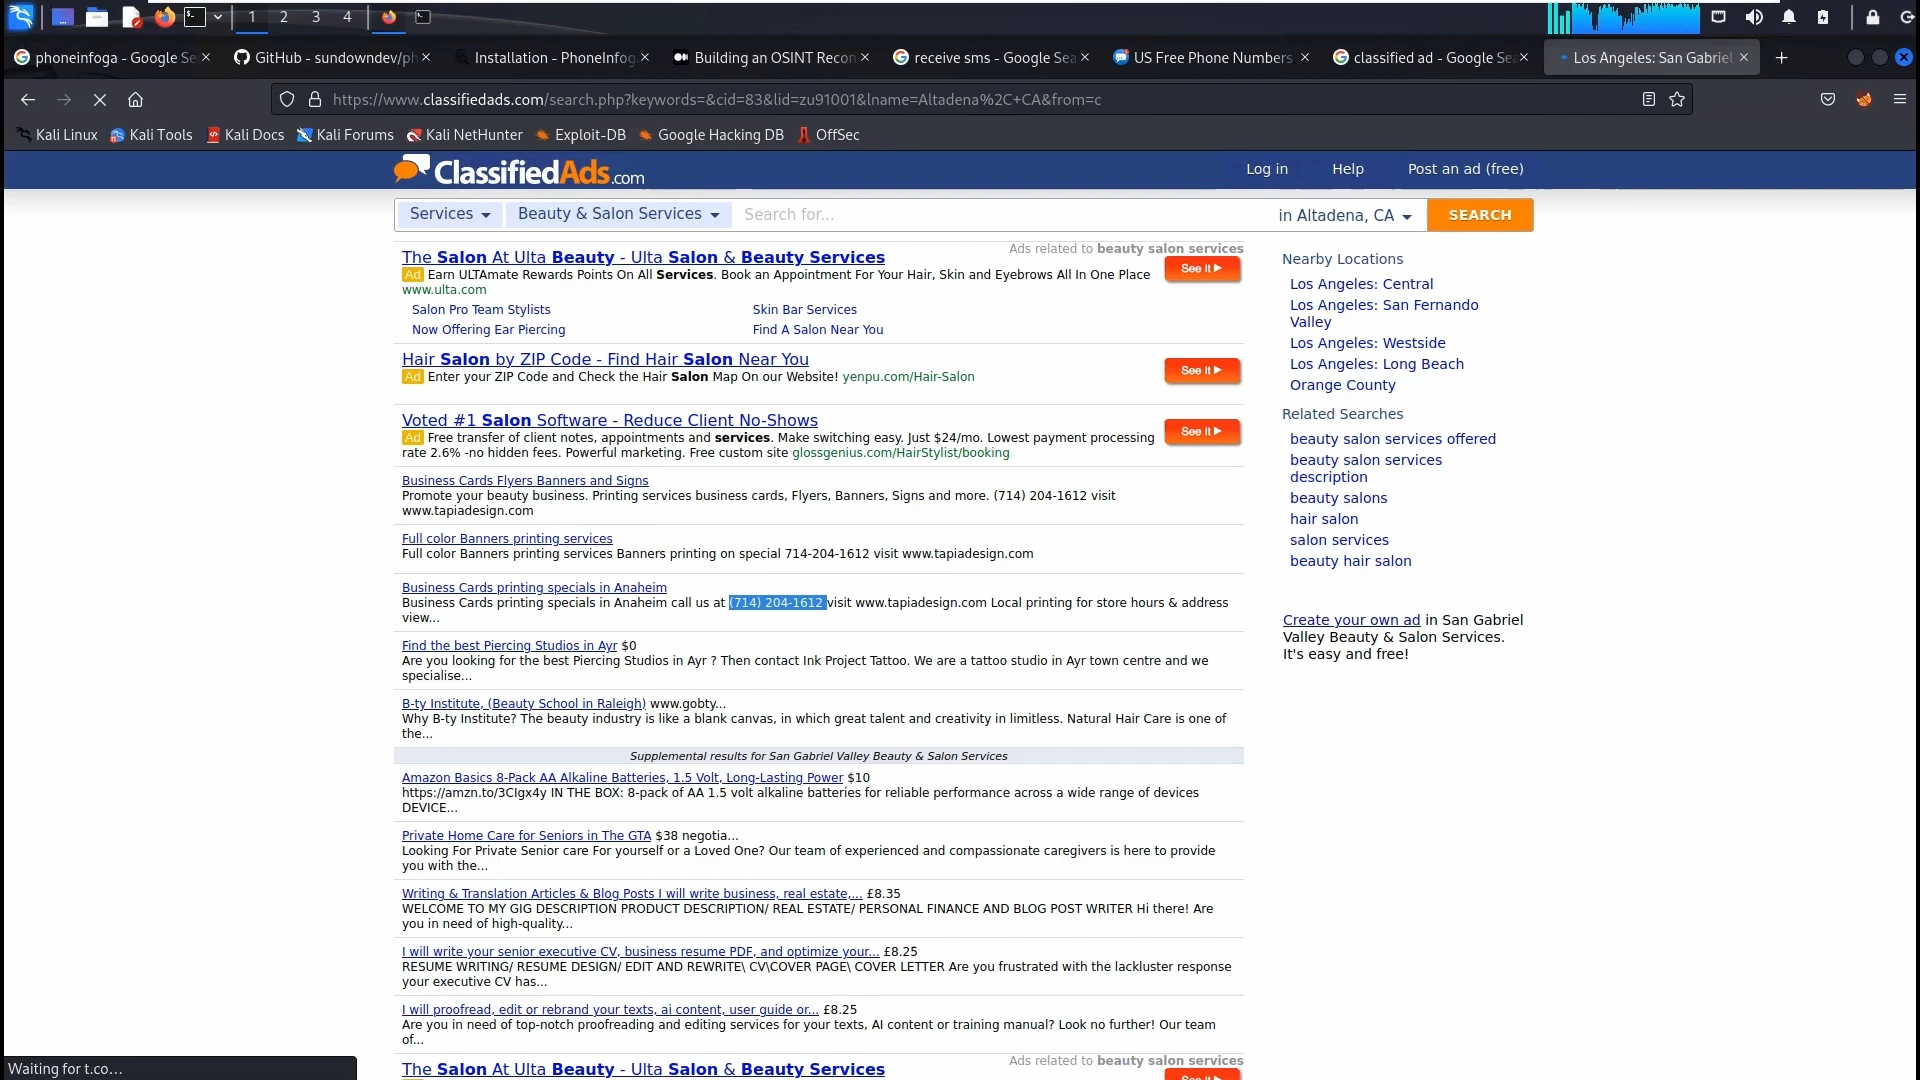 1 2 3 4
phoneinfoga - Google Se
GitHub - sundowndev/ph
Installation - PhoneInfog
Building an OSINT Recon
receive sms - Google Sea
US Free Phone Numbers
classified ad - Google Se
Los Angeles: San Gabriel
https://www.classifiedads.com/search.php?keywords=&cid=83&lid=zu91001&lname=Altadena%2C+CA&from=c
Kali Linux Kali Tools Kali Docs Kali Forums Kali NetHunter Exploit-DB Google Hacking DB OffSec
ClassifiedAds.com
Log in Help Post an ad (free)
Services Beauty & Salon Services Search for... in Altadena, CA SEARCH
Ads related to beauty salon services
The Salon At Ulta Beauty - Ulta Salon & Beauty Services
Ad Earn ULTAmate Rewards Points On All Services. Book an Appointment For Your Hair, Skin and Eyebrows All In One Place
www.ulta.com
See It
Salon Pro Team Stylists Skin Bar Services
Now Offering Ear Piercing Find A Salon Near You
Hair Salon by ZIP Code - Find Hair Salon Near You
Ad Enter your ZIP Code and Check the Hair Salon Map On our Website! yenpu.com/Hair-Salon
See It
Voted #1 Salon Software - Reduce Client No-Shows
Ad Free transfer of client notes, appointments and services. Make switching easy. Just $24/mo. Lowest payment processing
rate 2.6% -no hidden fees. Powerful marketing. Free custom site glossgenius.com/HairStylist/booking
See It
Business Cards Flyers Banners and Signs
Promote your beauty business. Printing services business cards, Flyers, Banners, Signs and more. (714) 204-1612 visit
www.tapiadesign.com
Full color Banners printing services
Full color Banners printing services Banners printing on special 714-204-1612 visit www.tapiadesign.com
Business Cards printing specials in Anaheim
Business Cards printing specials in Anaheim call us at (714) 204-1612 visit www.tapiadesign.com Local printing for store hours & address
view...
Find the best Piercing Studios in Ayr $0
Are you looking for the best Piercing Studios in Ayr ? Then contact Ink Project Tattoo. We are a tattoo studio in Ayr town centre and we
specialise...
B-ty Institute, (Beauty School in Raleigh) www.gobty...
Why B-ty Institute? The beauty industry is like a blank canvas, in which great talent and creativity in limitless. Natural Hair Care is one of
the...
Supplemental results for San Gabriel Valley Beauty & Salon Services
Amazon Basics 8-Pack AA Alkaline Batteries, 1.5 Volt, Long-Lasting Power $10
https://amzn.to/3CIgx4y IN THE BOX: 8-pack of AA 1.5 volt alkaline batteries for reliable performance across a wide range of devices
DEVICE...
Private Home Care for Seniors in The GTA $38 negotia...
Looking For Private Senior care For yourself or a Loved One? Our team of experienced and compassionate caregivers is here to provide
you with the...
Writing & Translation Articles & Blog Posts I will write business, real estate,... £8.35
WELCOME TO MY GIG DESCRIPTION PRODUCT DESCRIPTION/ REAL ESTATE/ PERSONAL FINANCE AND BLOG POST WRITER Hi there! Are
you in need of high-quality...
I will write your senior executive CV, business resume PDF, and optimize your... £8.25
RESUME WRITING/ RESUME DESIGN/ EDIT AND REWRITE\ CV\COVER PAGE\ COVER LETTER Are you frustrated with the lackluster response
your executive CV has...
I will proofread, edit or rebrand your texts, ai content, user guide or... £8.25
Are you in need of top-notch proofreading and editing services for your texts, AI content or training manual? Look no further! Our team
of...
Ads related to beauty salon services
The Salon At Ulta Beauty - Ulta Salon & Beauty Services
See It
Nearby Locations
Los Angeles: Central
Los Angeles: San Fernando
Valley
Los Angeles: Westside
Los Angeles: Long Beach
Orange County
Related Searches
beauty salon services offered
beauty salon services
description
beauty salons
hair salon
salon services
beauty hair salon
Create your own ad in San Gabriel
Valley Beauty & Salon Services.
It's easy and free!
Waiting for t.co...